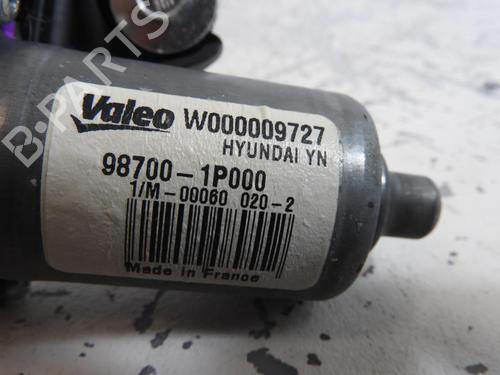 B-PARTS
Valeo W000009727
HYUNDAI YN
98700-1P000
1/M-00060 020-2
Made in France